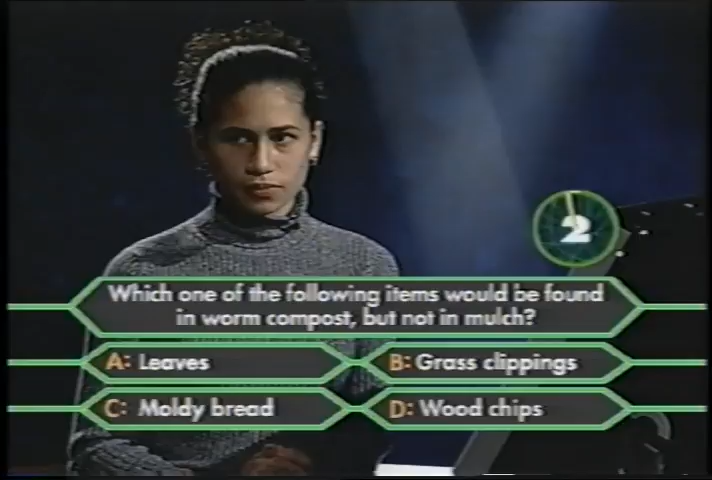 2
Which one of the following items would be found
in worm compost, but not in mulch?
A: Leaves
B: Grass clippings
C: Moldy bread
D: Wood chips